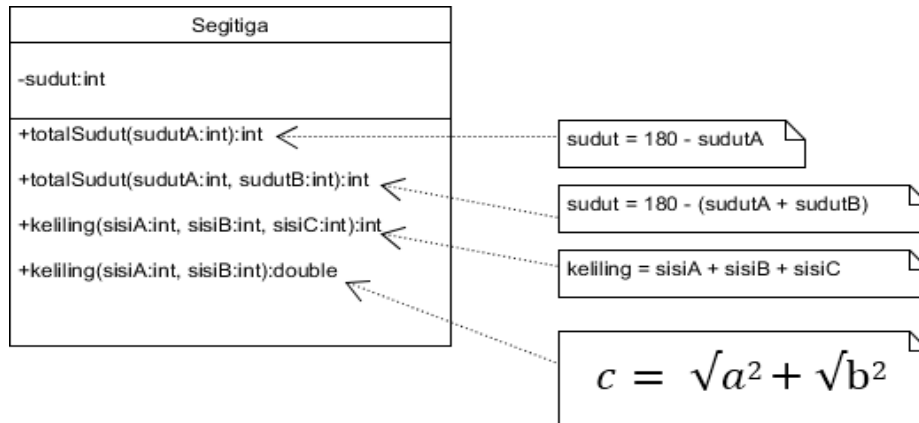 Segitiga
-sudut:int
+totalSudut(sudutA:int):int
+totalSudut(sudutA:int, sudutB:int):int
+keliling(sisiA:int, sisiB:int, sisiC:int):int
+keliling(sisiA:int, sisiB:int):double
sudut = 180 - sudutA
sudut = 180 - (sudutA + sudutB)
keliling = sisiA + sisiB + sisiC
c = √a² + √b²